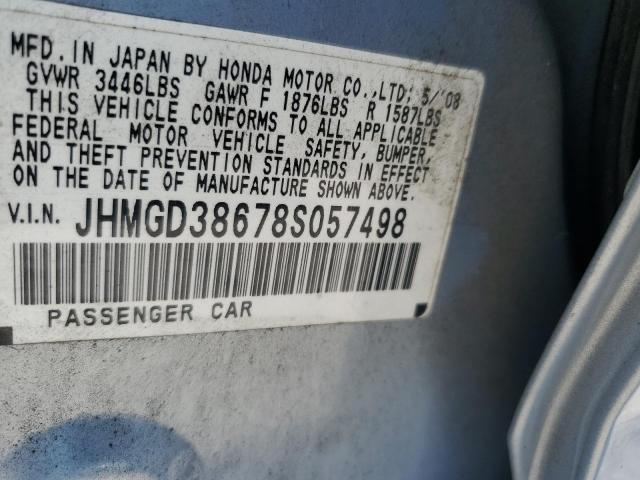 MFD. IN JAPAN BY HONDA MOTOR CO., LTD; 5/'08
GVWR 3446LBS GAWR F 1876LBS R 1587LBS
THIS VEHICLE CONFORMS TO ALL APPLICABLE
FEDERAL MOTOR VEHICLE SAFETY, BUMPER,
AND THEFT PREVENTION STANDARDS IN EFFECT
ON THE DATE OF MANUFACTURE SHOWN ABOVE.
V.I.N. JHMGD38678S057498
PASSENGER CAR